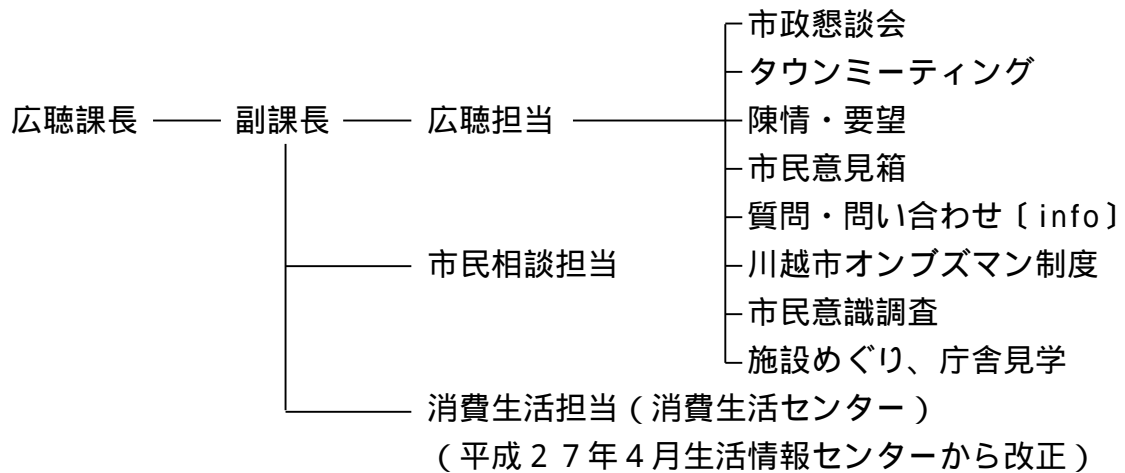 市政懇談会
タウンミーティング
広聴課長 副課長 広聴担当 陳情・要望
市民意見箱
質問・問い合わせ〔info〕
市民相談担当 川越市オンブズマン制度
市民意識調査
施設めぐり、庁舎見学
消費生活担当(消費生活センター)
(平成27年4月生活情報センターから改正)